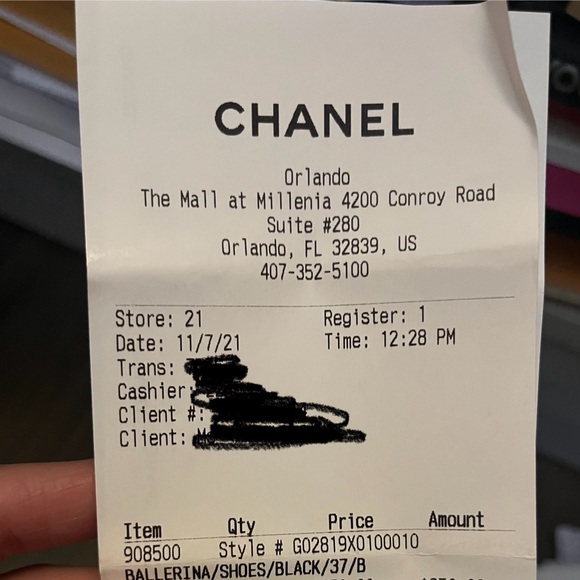 CHANEL
Orlando
The Mall at Millenia 4200 Conroy Road
Suite #280
Orlando, FL 32839, US
407-352-5100
Store: 21 Register: 1
Date: 11/7/21 Time: 12:28 PM
Trans:
Cashier:
Client #:
Client:
Item Qty Price Amount
908500 Style # G02819X0100010
BALLERINA/SHOES/BLACK/37/B